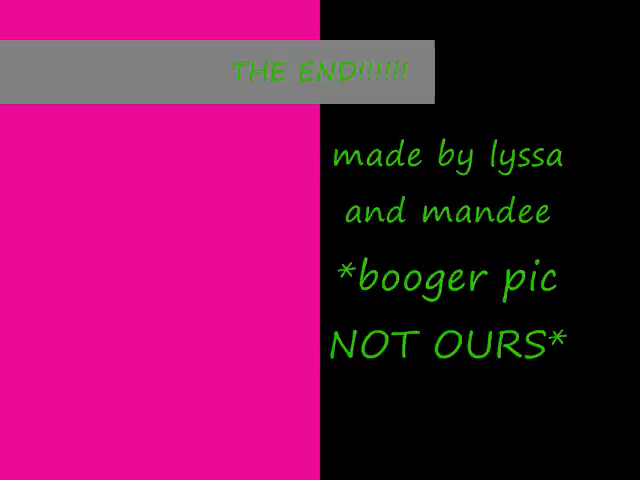 THE END!!!!!!
made by lyssa
and mandee
*booger pic
NOT OURS*